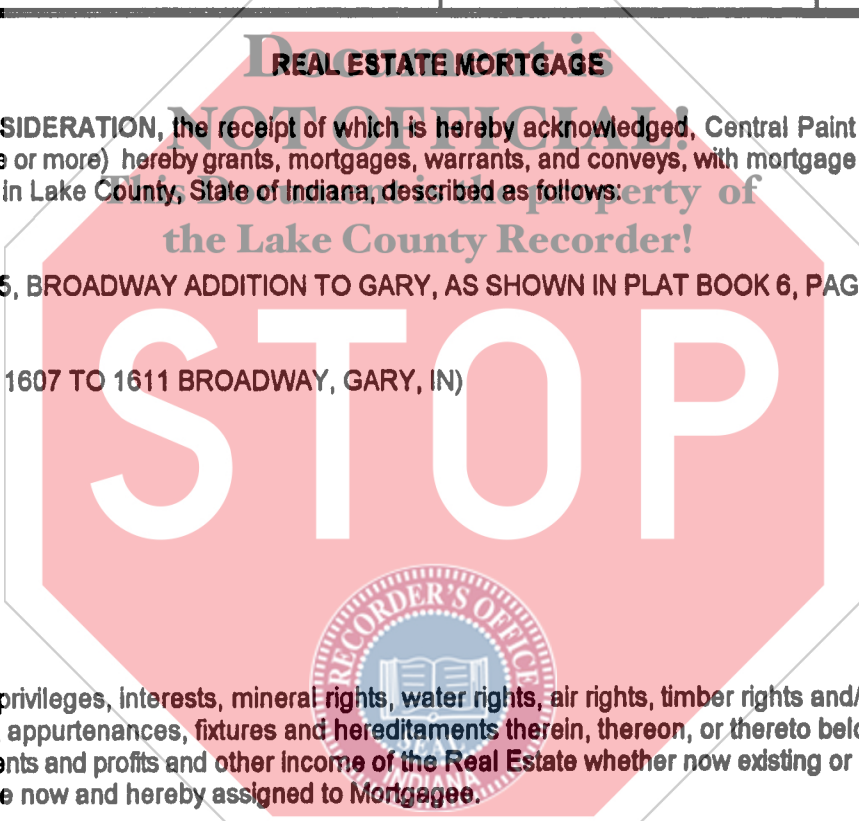 Document is
REAL ESTATE MORTGAGE
NOT OFFICIAL!
SIDERATION, the receipt of which is hereby acknowledged, Central Paint
e or more) hereby grants, mortgages, warrants, and conveys, with mortgage
in Lake County, State of Indiana, described as follows:
This Document is the property of
the Lake County Recorder!
5, BROADWAY ADDITION TO GARY, AS SHOWN IN PLAT BOOK 6, PAG
1607 TO 1611 BROADWAY, GARY, IN)
STOP
RECORDER'S OFFICE
privileges, interests, mineral rights, water rights, air rights, timber rights and/
appurtenances, fixtures and hereditaments therein, thereon, or thereto belo
SEAL
ents and profits and other income of the Real Estate whether now existing or
INDIANA
e now and hereby assigned to Mortgagee.